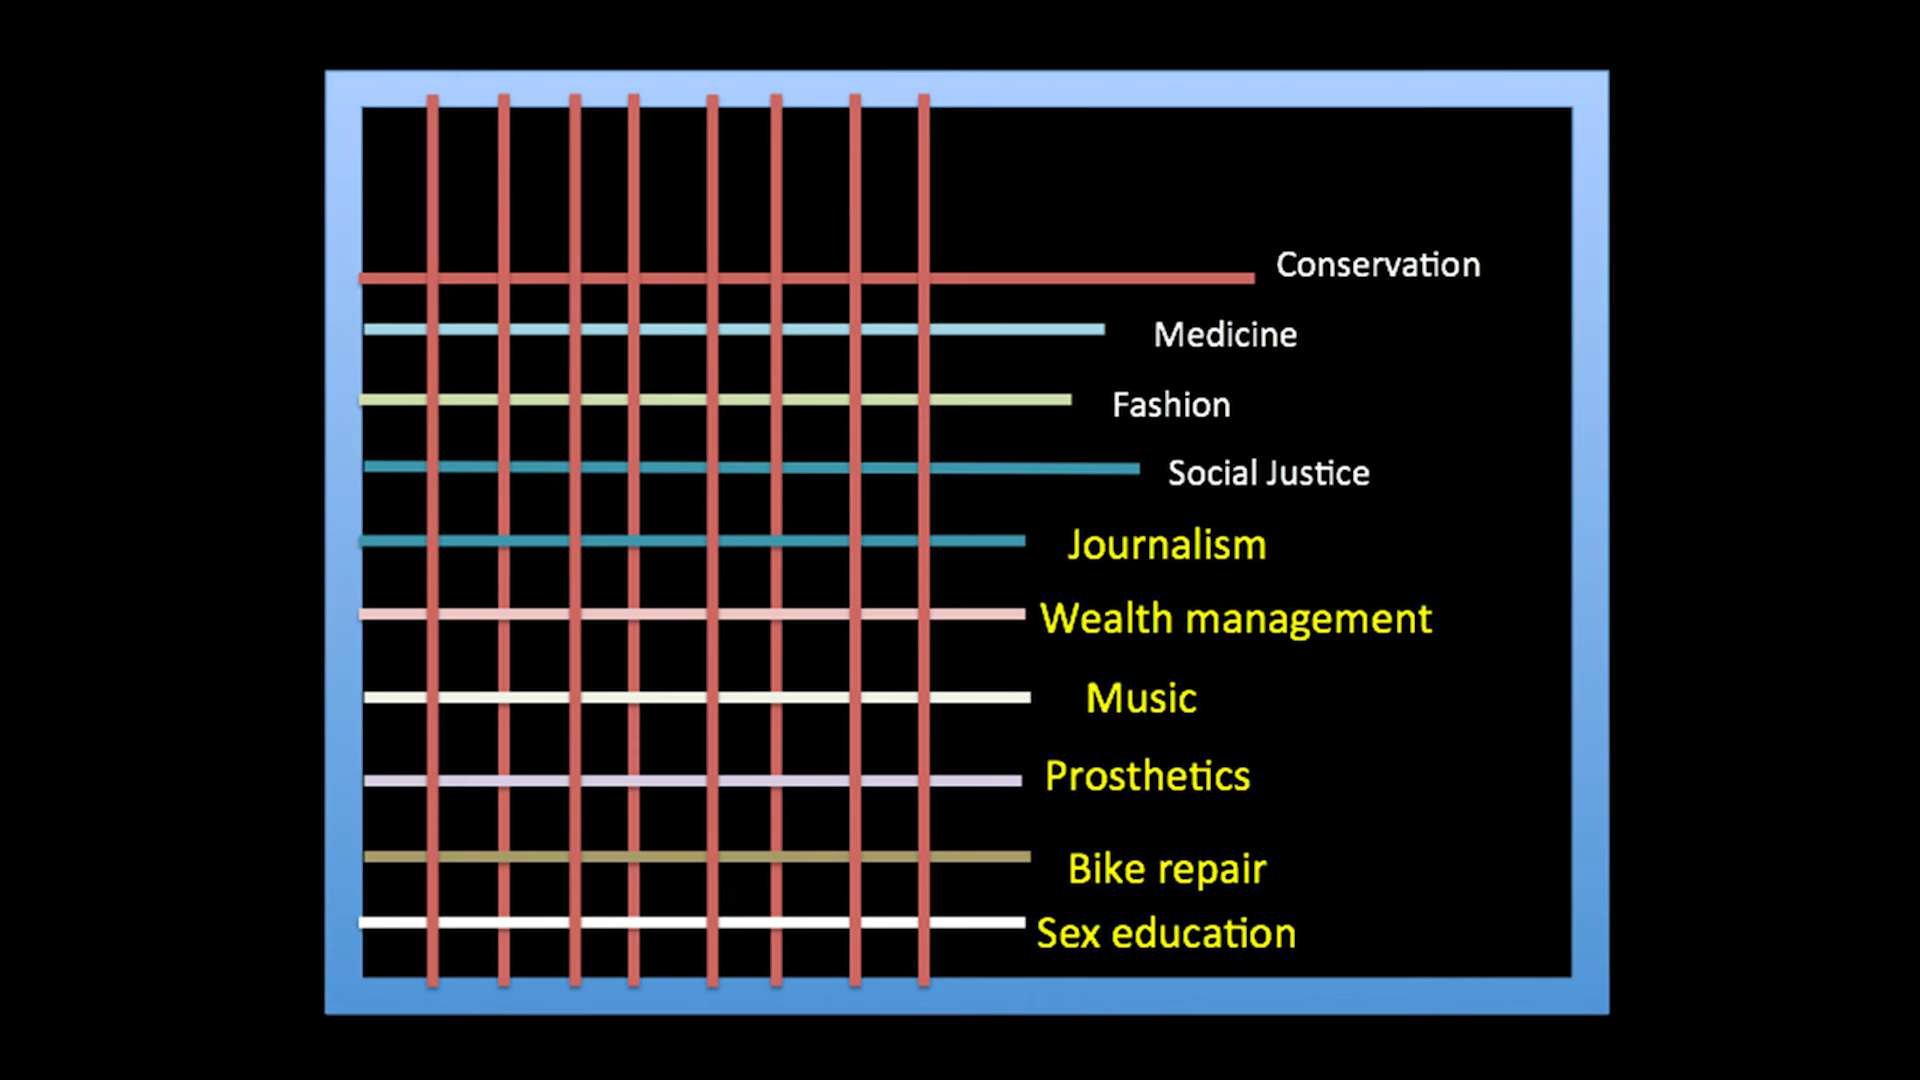 Conservation
Medicine
Fashion
Social Justice
Journalism
Wealth management
Music
Prosthetics
Bike repair
Sex education